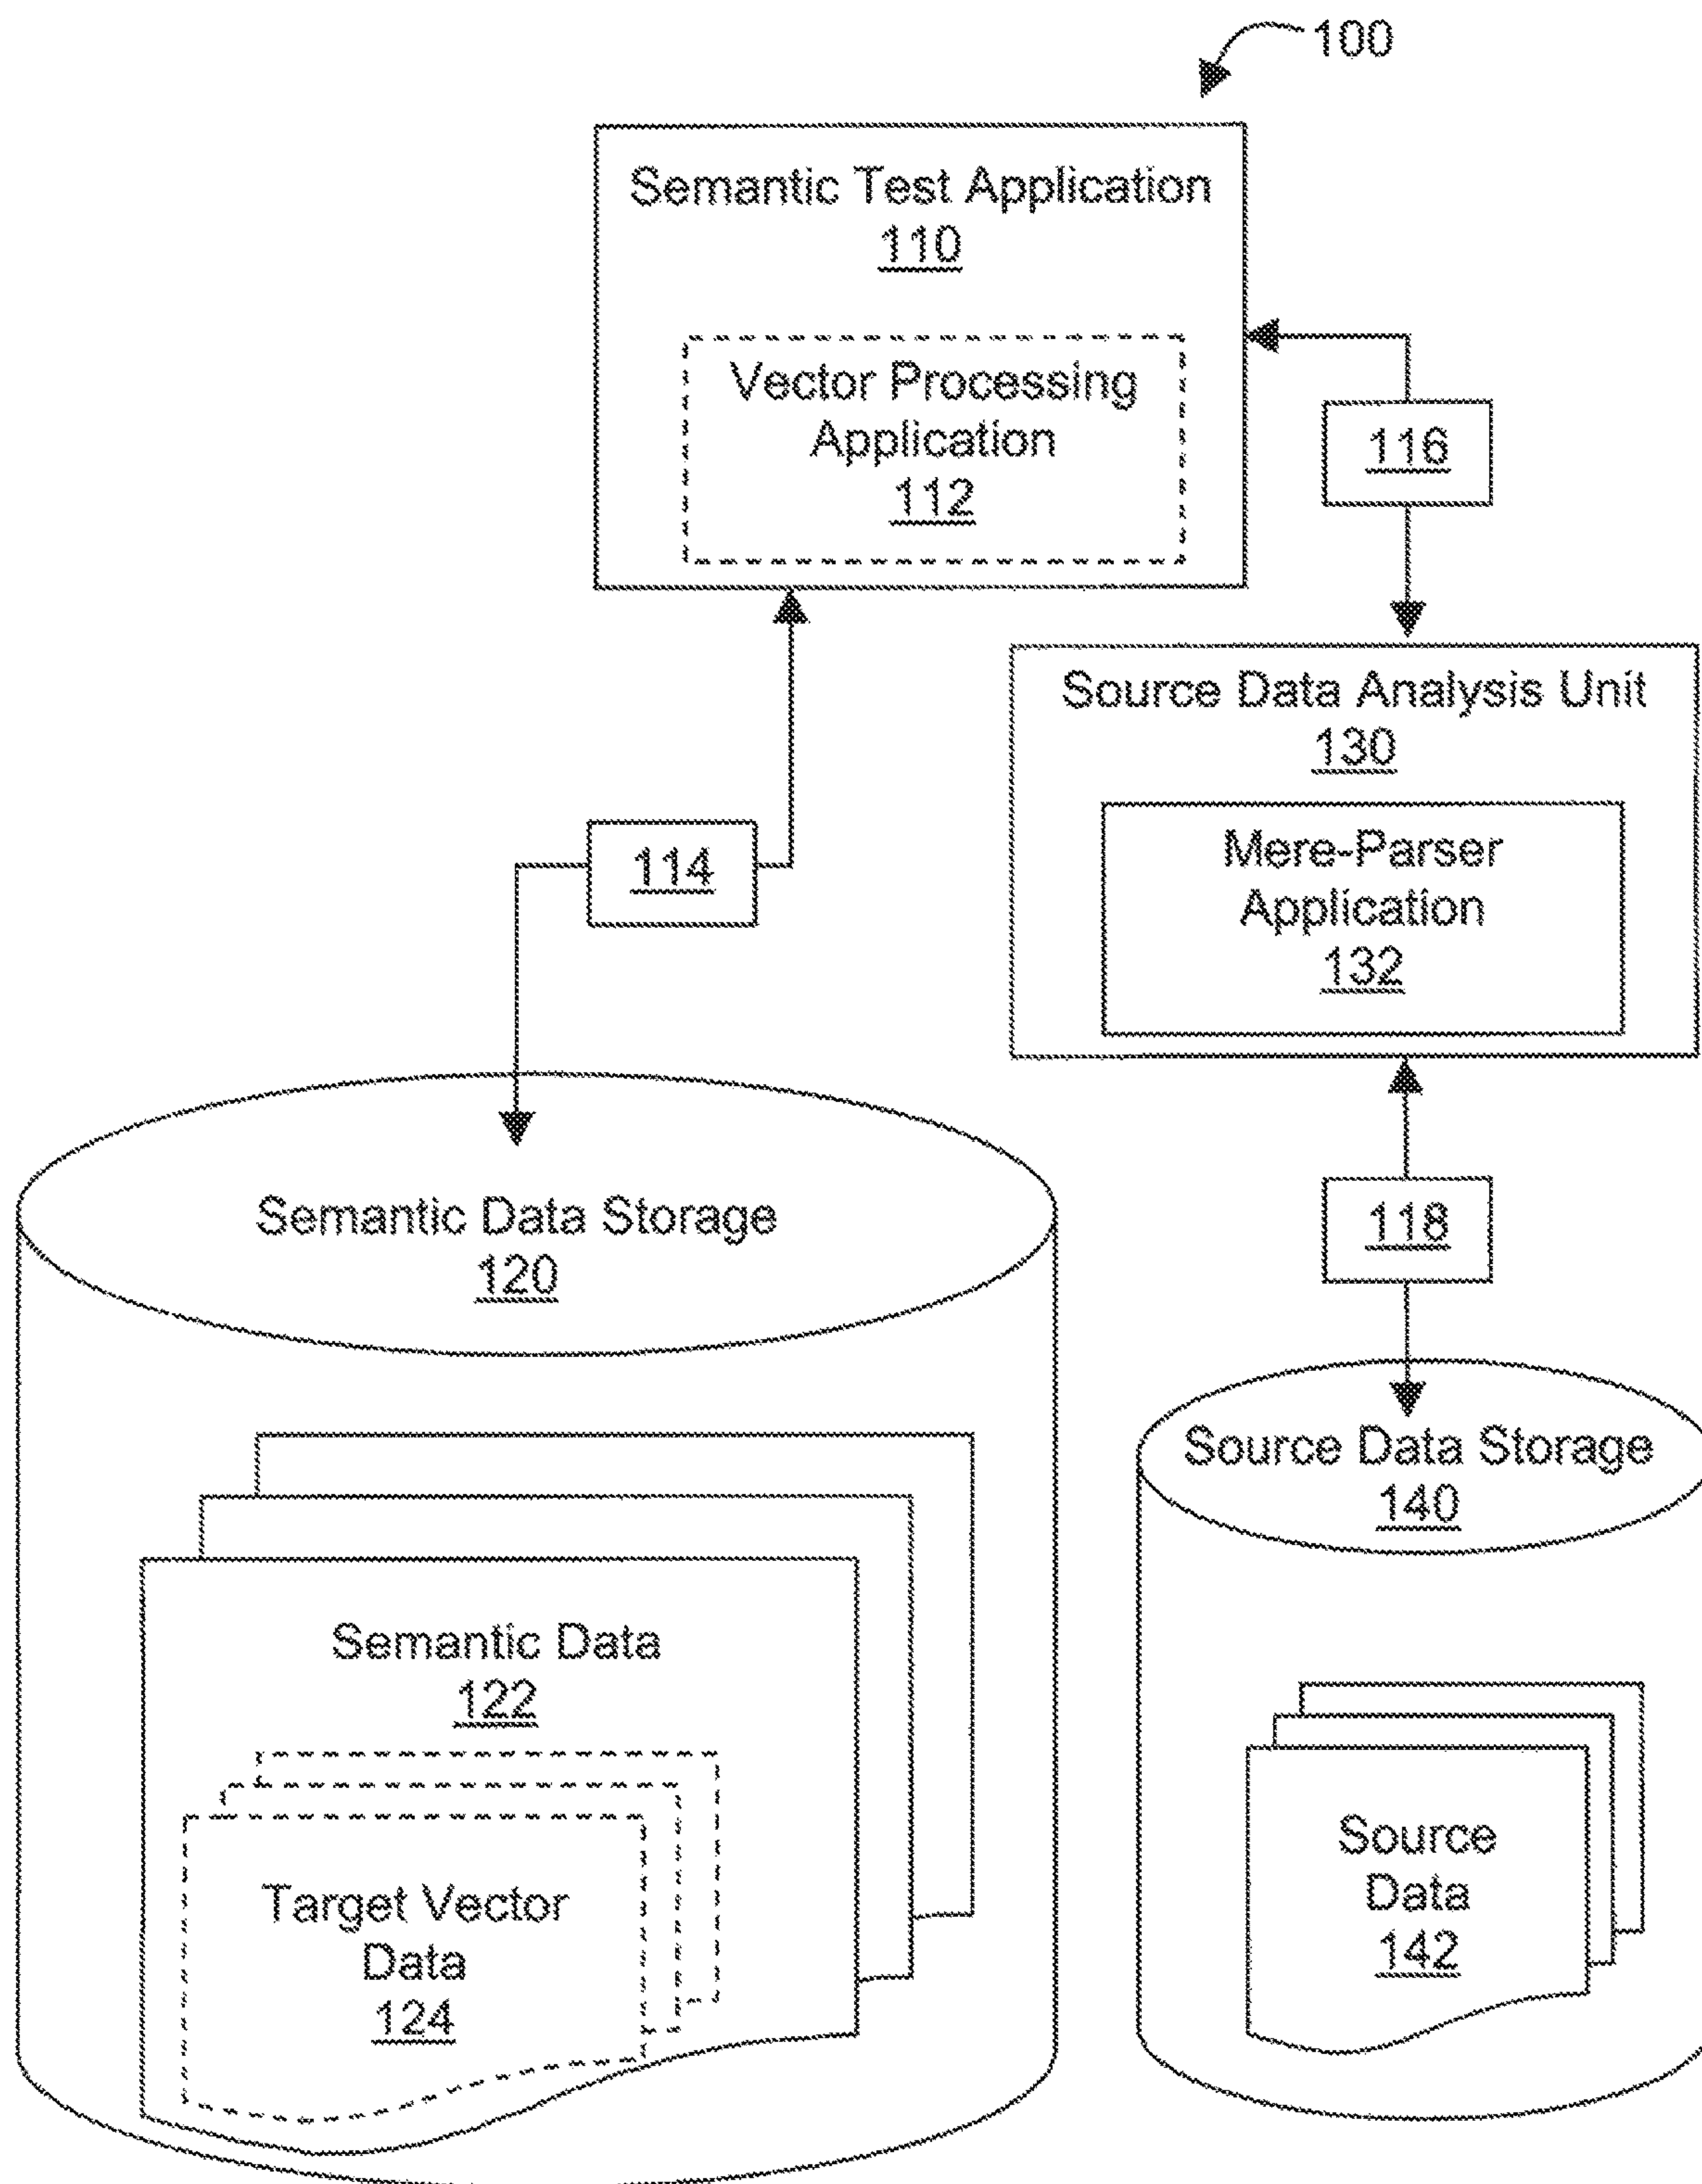 100
Semantic Test Application
110
Vector Processing
Application
112
116
Source Data Analysis Unit
130
Mere-Parser
Application
132
114
118
Semantic Data Storage
120
Source Data Storage
140
Semantic Data
122
Target Vector
Data
124
Source
Data
142